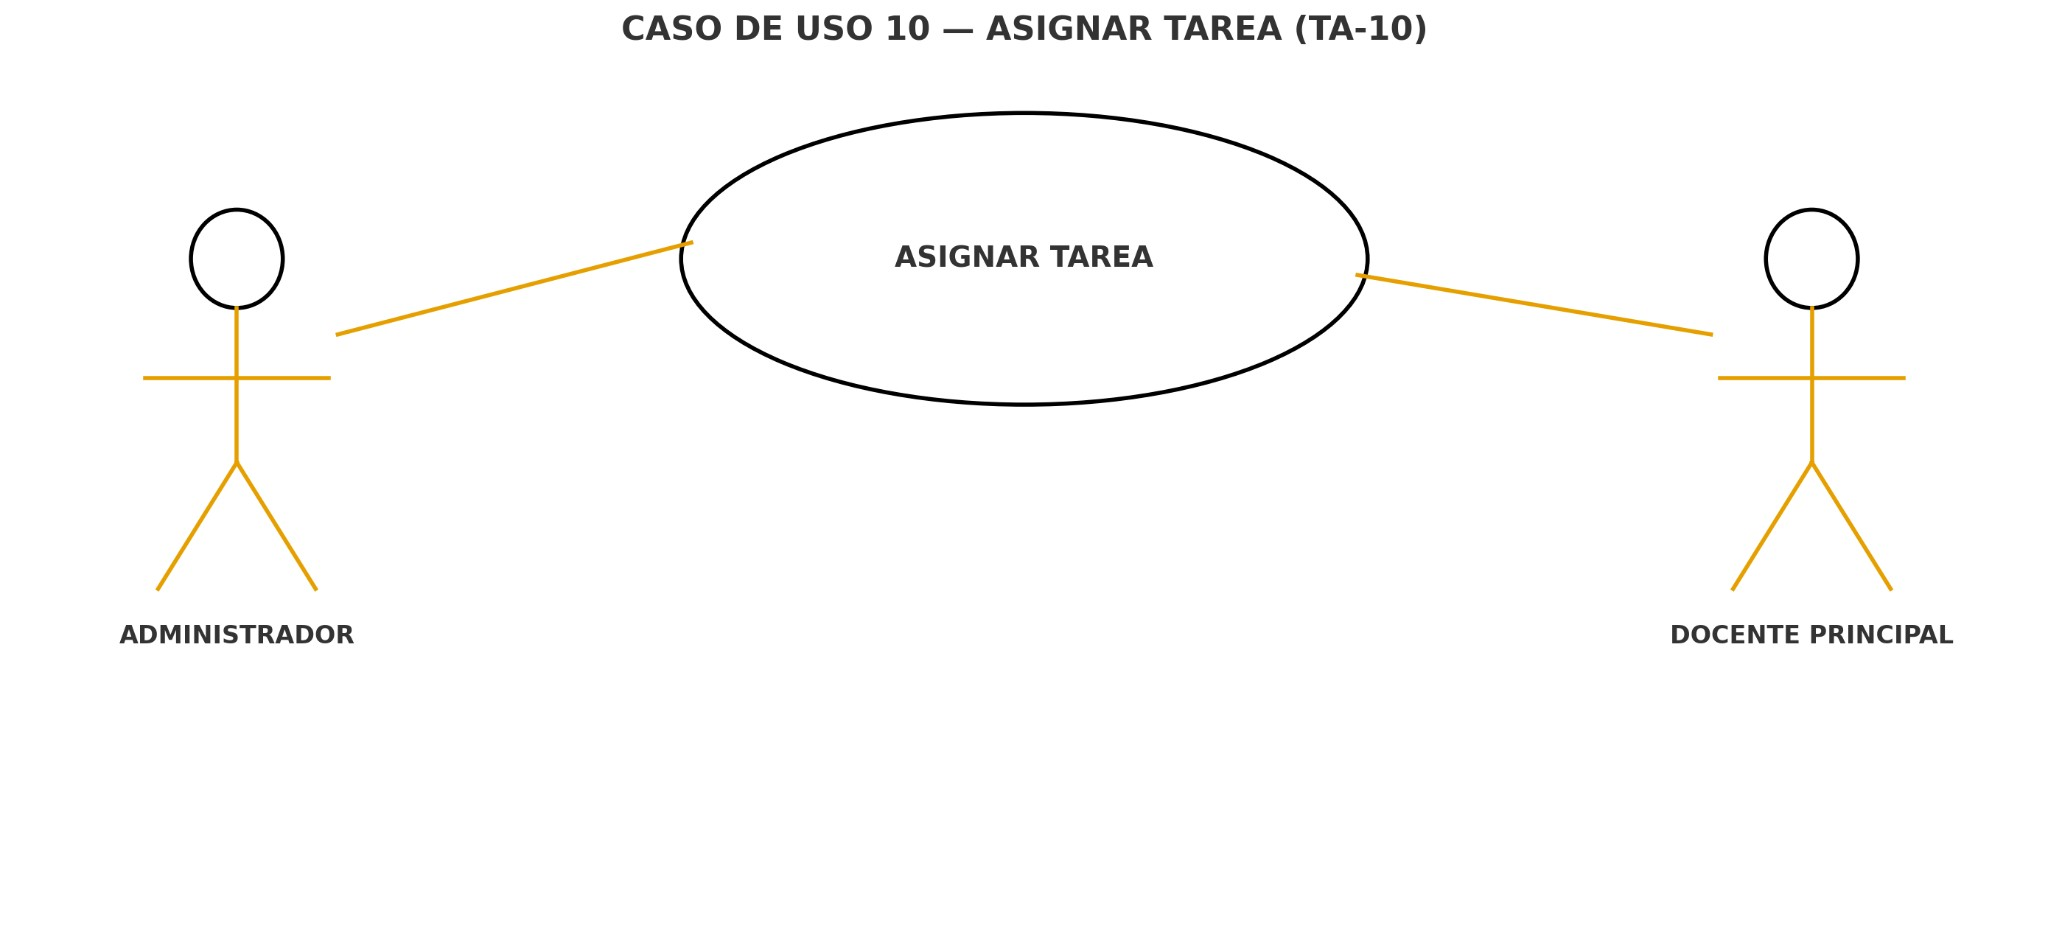 CASO DE USO 10 — ASIGNAR TAREA (TA-10)
ASIGNAR TAREA
ADMINISTRADOR
DOCENTE PRINCIPAL